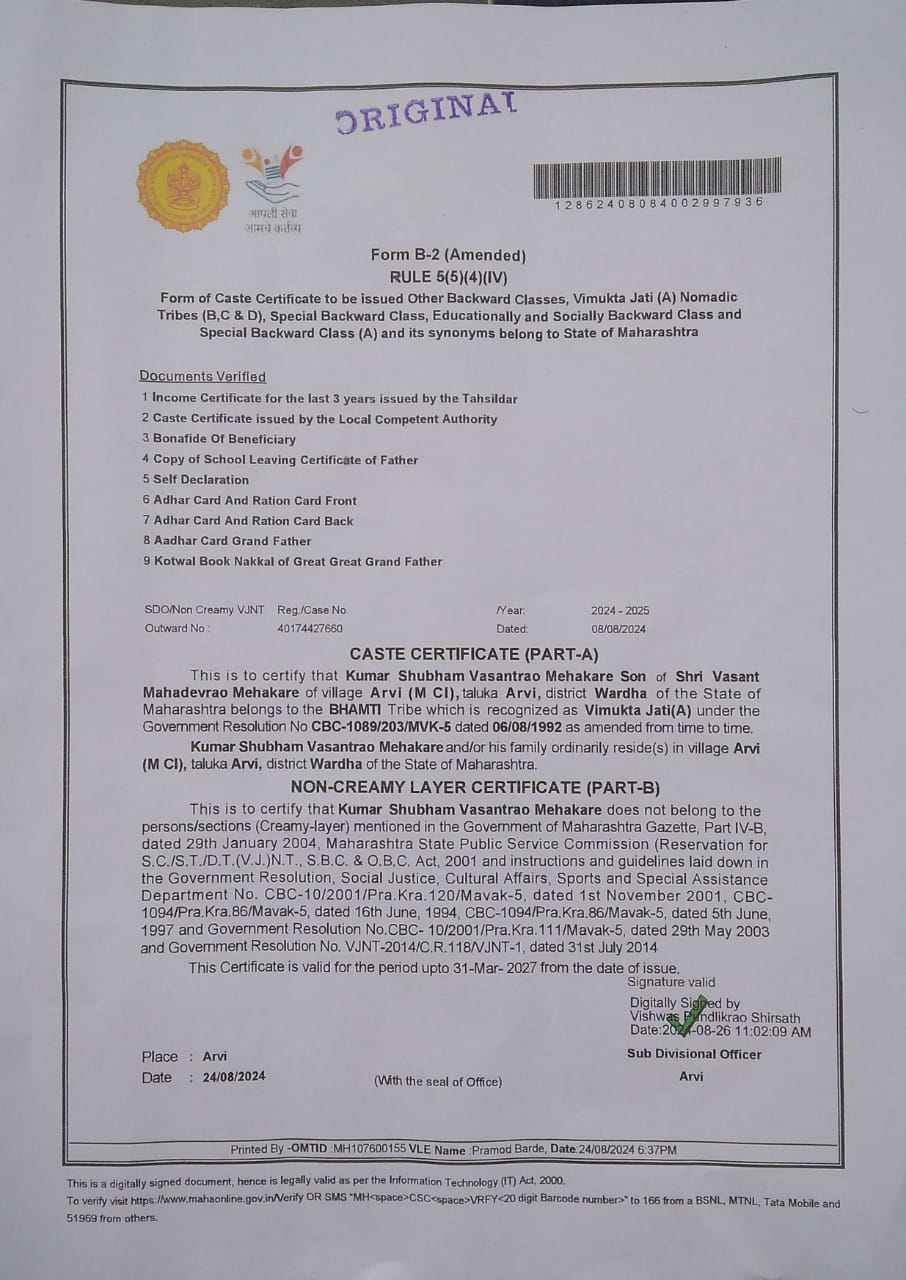 ORIGINAL
आपली सेवा
आमचे कर्तव्य
12862408084002997936
Form B-2 (Amended)
RULE 5(5)(4)(IV)
Form of Caste Certificate to be issued Other Backward Classes, Vimukta Jati (A) Nomadic
Tribes (B,C & D), Special Backward Class, Educationally and Socially Backward Class and
Special Backward Class (A) and its synonyms belong to State of Maharashtra
Documents Verified
1 Income Certificate for the last 3 years issued by the Tahsildar
2 Caste Certificate issued by the Local Competent Authority
3 Bonafide Of Beneficiary
4 Copy of School Leaving Certificate of Father
5 Self Declaration
6 Adhar Card And Ration Card Front
7 Adhar Card And Ration Card Back
8 Aadhar Card Grand Father
9 Kotwal Book Nakkal of Great Great Grand Father
SDO/Non Creamy VJNT Reg./Case No /Year: 2024 - 2025
Outward No : 40174427660 Dated: 08/08/2024
CASTE CERTIFICATE (PART-A)
This is to certify that Kumar Shubham Vasantrao Mehakare Son of Shri Vasant
Mahadevrao Mehakare of village Arvi (M Cl), taluka Arvi, district Wardha of the State of
Maharashtra belongs to the BHAMTI Tribe which is recognized as Vimukta Jati(A) under the
Government Resolution No CBC-1089/203/MVK-5 dated 06/08/1992 as amended from time to time.
Kumar Shubham Vasantrao Mehakare and/or his family ordinarily reside(s) in village Arvi
(M Cl), taluka Arvi, district Wardha of the State of Maharashtra.
NON-CREAMY LAYER CERTIFICATE (PART-B)
This is to certify that Kumar Shubham Vasantrao Mehakare does not belong to the
persons/sections (Creamy-layer) mentioned in the Government of Maharashtra Gazette, Part IV-B,
dated 29th January 2004, Maharashtra State Public Service Commission (Reservation for
S.C./S.T./D.T.(V.J.)N.T., S.B.C. & O.B.C. Act, 2001 and instructions and guidelines laid down in
the Government Resolution, Social Justice, Cultural Affairs, Sports and Special Assistance
Department No. CBC-10/2001/Pra.Kra.120/Mavak-5, dated 1st November 2001, CBC-
1094/Pra.Kra.86/Mavak-5, dated 16th June, 1994, CBC-1094/Pra.Kra.86/Mavak-5, dated 5th June,
1997 and Government Resolution No.CBC- 10/2001/Pra.Kra.111/Mavak-5, dated 29th May 2003
and Government Resolution No. VJNT-2014/C.R.118/VJNT-1, dated 31st July 2014
This Certificate is valid for the period upto 31-Mar- 2027 from the date of issue.
Signature valid
Digitally Signed by
Vishwas Pundlikrao Shirsath
Date:2024-08-26 11:02:09 AM
Sub Divisional Officer
Place : Arvi
Arvi
Date : 24/08/2024
(With the seal of Office)
Printed By -OMTID :MH107600155 VLE Name :Pramod Barde, Date:24/08/2024 6:37PM
This is a digitally signed document, hence is legally valid as per the Information Technology (IT) Act, 2000.
To verify visit https://www.mahaonline.gov.in/Verify OR SMS "MH<space>CSC<space>VRFY<20 digit Barcode number>" to 166 from a BSNL, MTNL, Tata Mobile and
51969 from others.